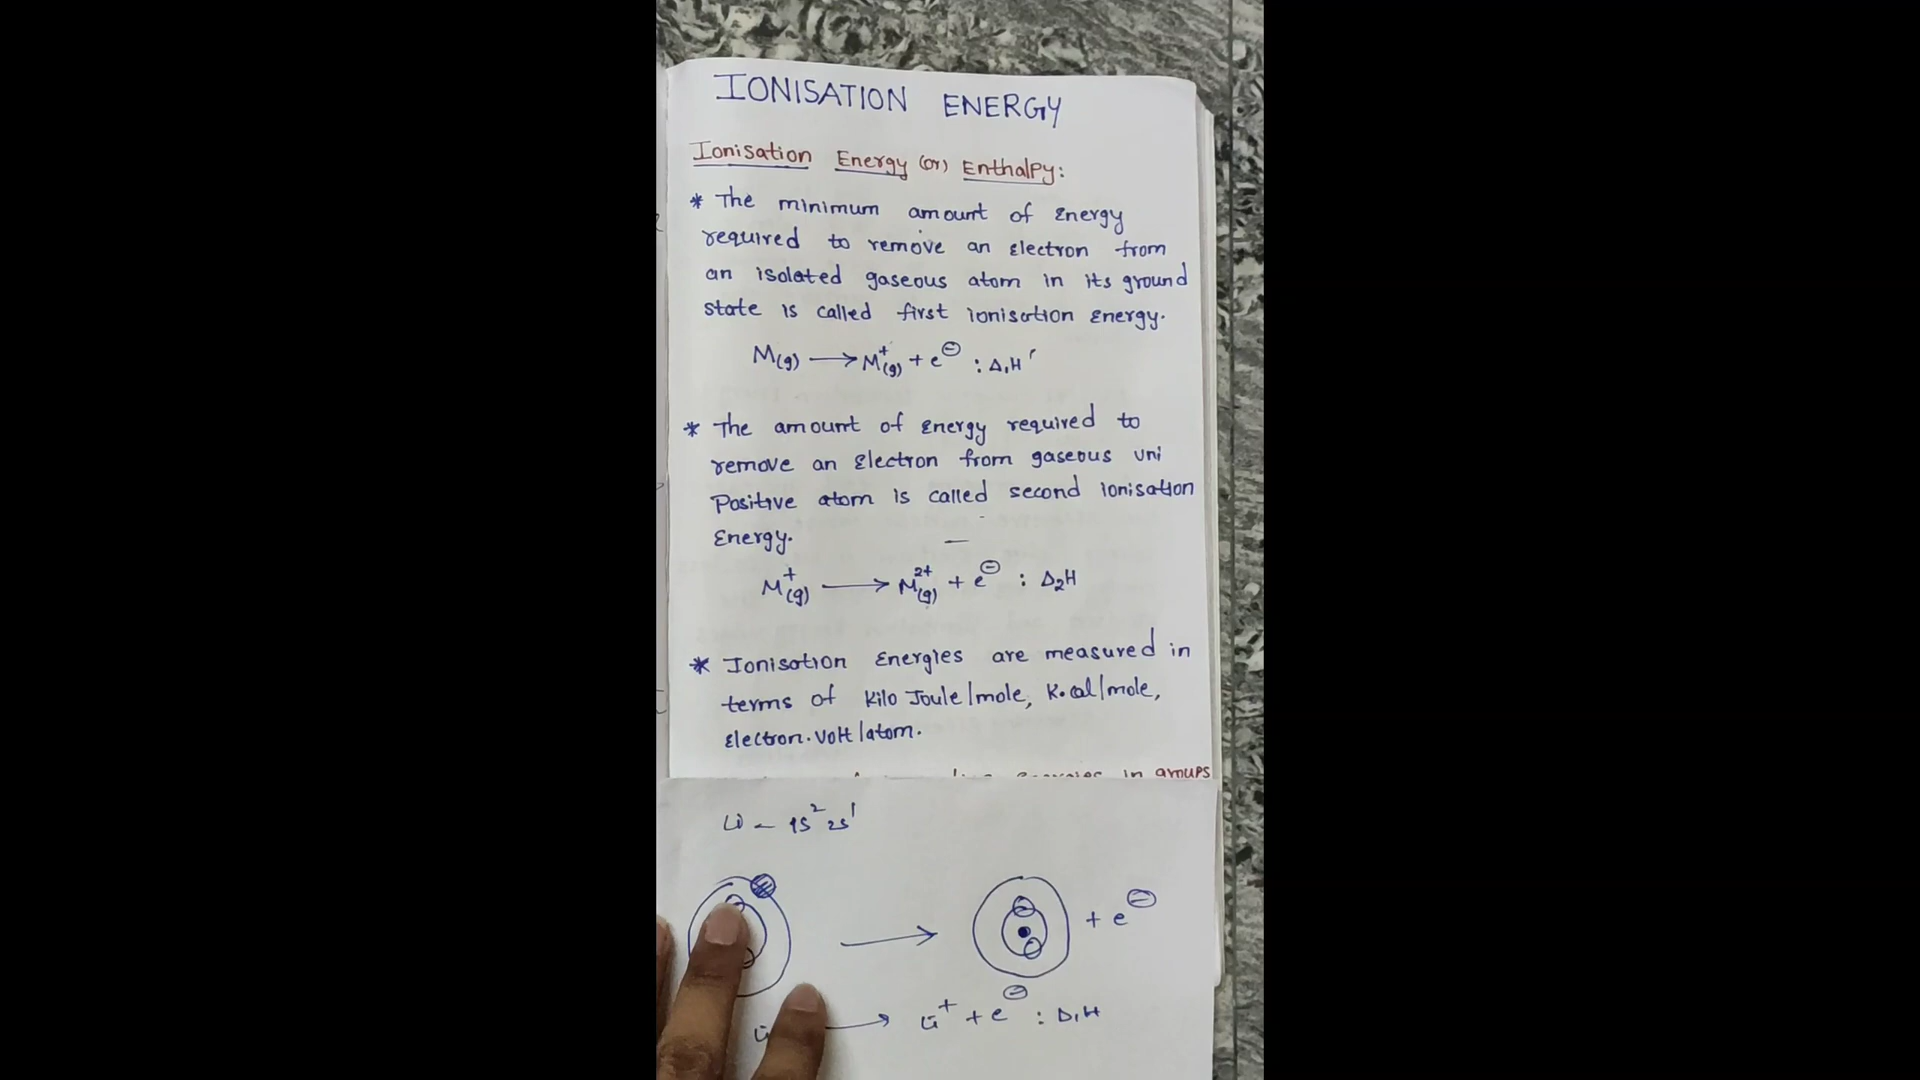 IONISATION ENERGY
Ionisation Energy (or) Enthalpy:
* The minimum amount of Energy
required to remove an Electron from
an isolated gaseous atom in its ground
state is called first ionisation Energy.
M(g) ⟶ M⁺(g) + e⊖ : Δ₁H
* The amount of Energy required to
remove an Electron from gaseous uni
Positive atom is called second ionisation
Energy.
M⁺(g) ⟶ M²⁺(g) + e⊖ : Δ₂H
* Ionisation Energies are measured in
terms of Kilo Joule/mole, K.cal/mole,
Electron.Volt/atom.
in groups
Li - 1s² 2s¹
+ e⊖
Li ⟶ Li⁺ + e⊖ : Δ₁H